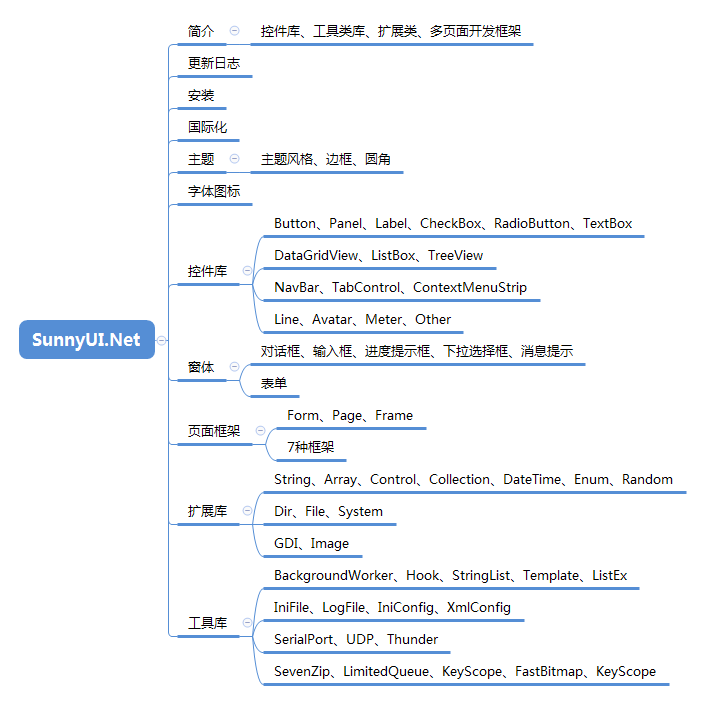 简介
控件库、工具类库、扩展类、多页面开发框架
更新日志
安装
国际化
主题
主题风格、边框、圆角
字体图标
控件库
Button、Panel、Label、CheckBox、RadioButton、TextBox
DataGridView、ListBox、TreeView
NavBar、TabControl、ContextMenuStrip
Line、Avatar、Meter、Other
SunnyUI.Net
窗体
对话框、输入框、进度提示框、下拉选择框、消息提示
表单
页面框架
Form、Page、Frame
7种框架
扩展库
String、Array、Control、Collection、DateTime、Enum、Random
Dir、File、System
GDI、Image
工具库
BackgroundWorker、Hook、StringList、Template、ListEx
IniFile、LogFile、IniConfig、XmlConfig
SerialPort、UDP、Thunder
SevenZip、LimitedQueue、KeyScope、FastBitmap、KeyScope